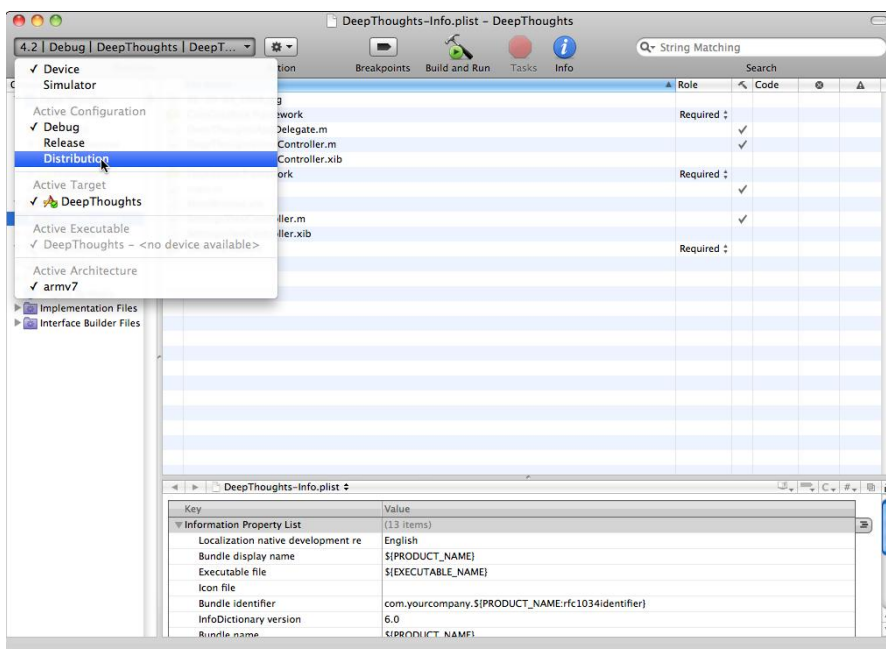 DeepThoughts-Info.plist – DeepThoughts
4.2 | Debug | DeepThoughts | DeepT...
String Matching
Breakpoints Build and Run Tasks Info Search
✓ Device
Simulator
Active Configuration
✓ Debug
Release
Distribution
Active Target
✓ DeepThoughts
Active Executable
✓ DeepThoughts – <no device available>
Active Architecture
✓ armv7
Role Code
Required
Delegate.m
Controller.m
Controller.xib
Required
ller.m
ller.xib
Required
Implementation Files
Interface Builder Files
DeepThoughts-Info.plist
C #
Key Value
Information Property List (13 items)
Localization native development re English
Bundle display name ${PRODUCT_NAME}
Executable file ${EXECUTABLE_NAME}
Icon file
Bundle identifier com.yourcompany.${PRODUCT_NAME:rfc1034identifier}
InfoDictionary version 6.0
Bundle name ${PRODUCT_NAME}